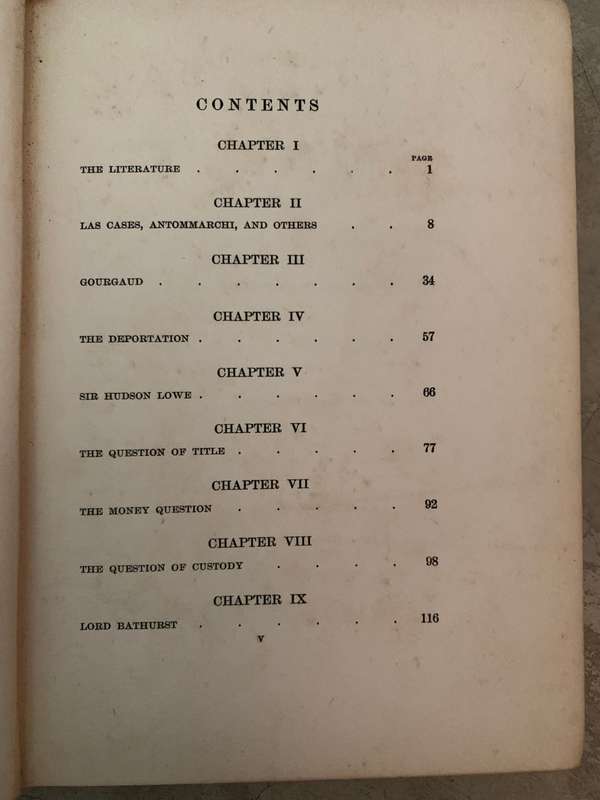 CONTENTS
CHAPTER I
PAGE
THE LITERATURE . . . . . . 1
CHAPTER II
LAS CASES, ANTOMMARCHI, AND OTHERS . . 8
CHAPTER III
GOURGAUD . . . . . . . 34
CHAPTER IV
THE DEPORTATION . . . . . . 57
CHAPTER V
SIR HUDSON LOWE . . . . . . 66
CHAPTER VI
THE QUESTION OF TITLE . . . . . 77
CHAPTER VII
THE MONEY QUESTION . . . . . 92
CHAPTER VIII
THE QUESTION OF CUSTODY . . . . 98
CHAPTER IX
LORD BATHURST . . . . . . 116
v